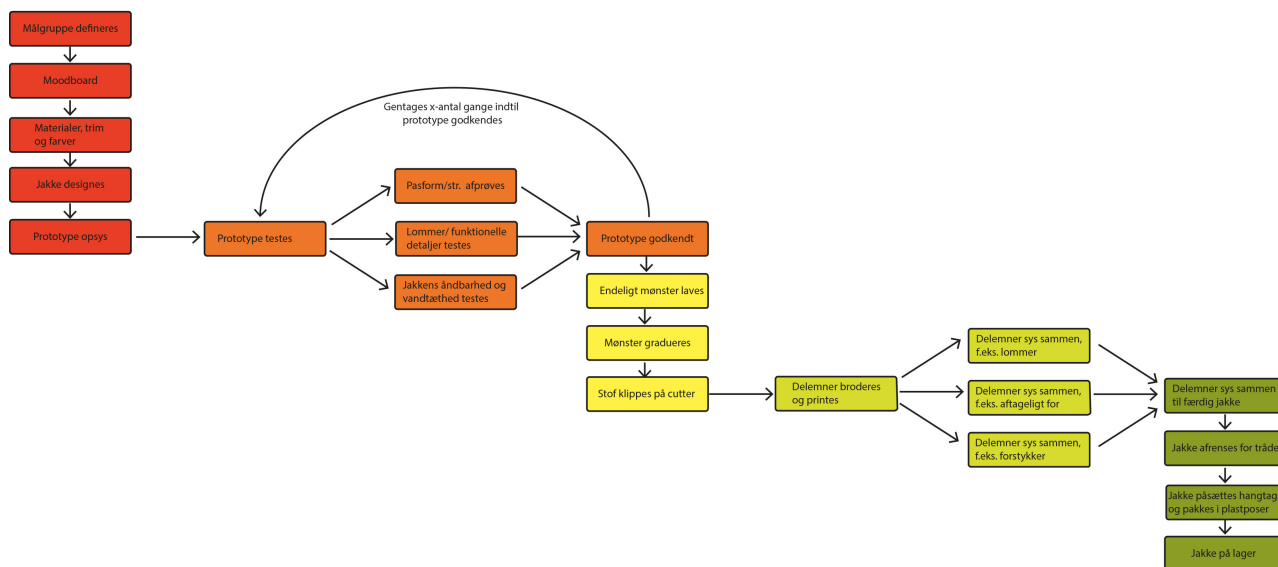 Målgruppe defineres
Moodboard
Materialer, trim
og farver
Jakke designes
Prototype opsys
Gentages x-antal gange indtil
prototype godkendes
Prototype testes
Pasform/str. afprøves
Lommer/ funktionelle
detaljer testes
Jakkens åndbarhed og
vandtæthed testes
Prototype godkendt
Endeligt mønster laves
Mønster gradueres
Stof klippes på cutter
Delemner broderes
og printes
Delemner sys sammen,
f.eks. lommer
Delemner sys sammen,
f.eks. aftageligt for
Delemner sys sammen,
f.eks. forstykker
Delemner sys sammen
til færdig jakke
Jakke afrenses for tråde
Jakke påsættes hangtag
og pakkes i plastposer
Jakke på lager